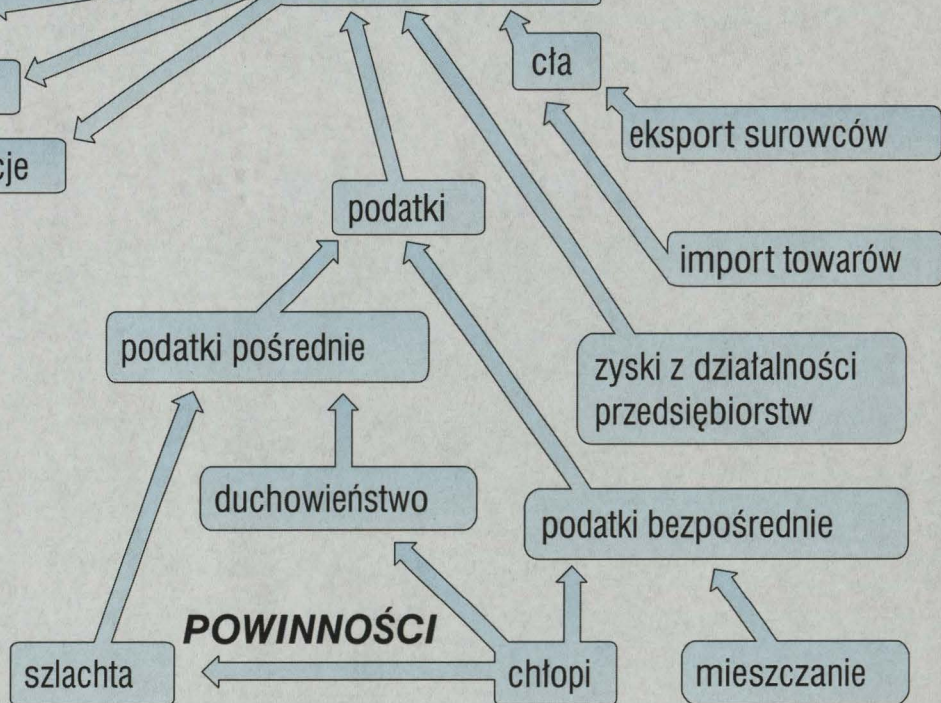 cła
eksport surowców
cje
podatki
import towarów
podatki pośrednie
zyski z działalności
przedsiębiorstw
duchowieństwo
podatki bezpośrednie
POWINNOŚCI
szlachta
chłopi
mieszczanie